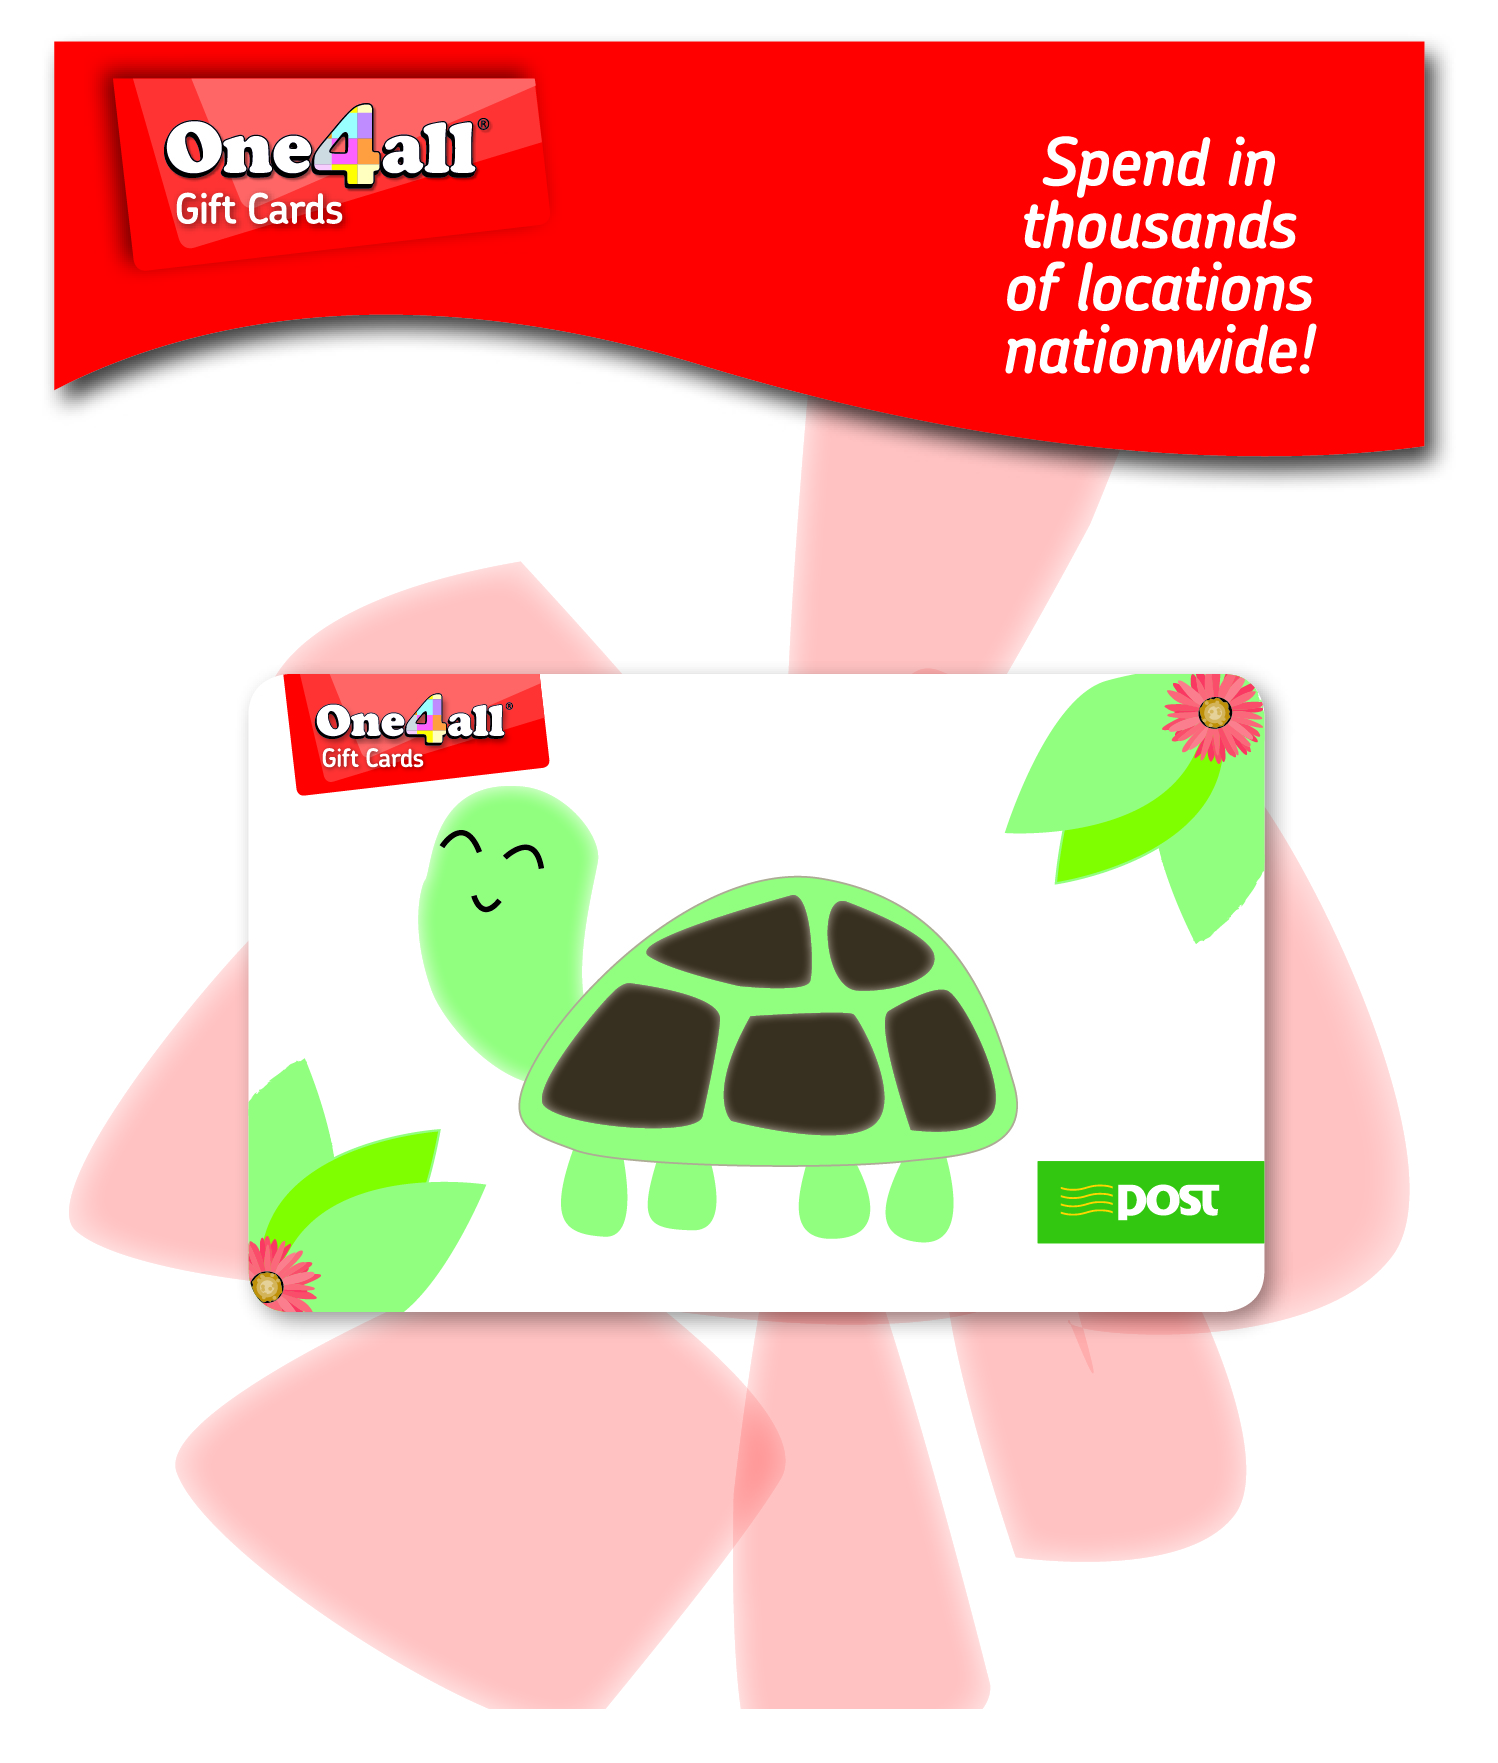 One4all®
Gift Cards
Spend in
thousands
of locations
nationwide!
One4all®
Gift Cards
post